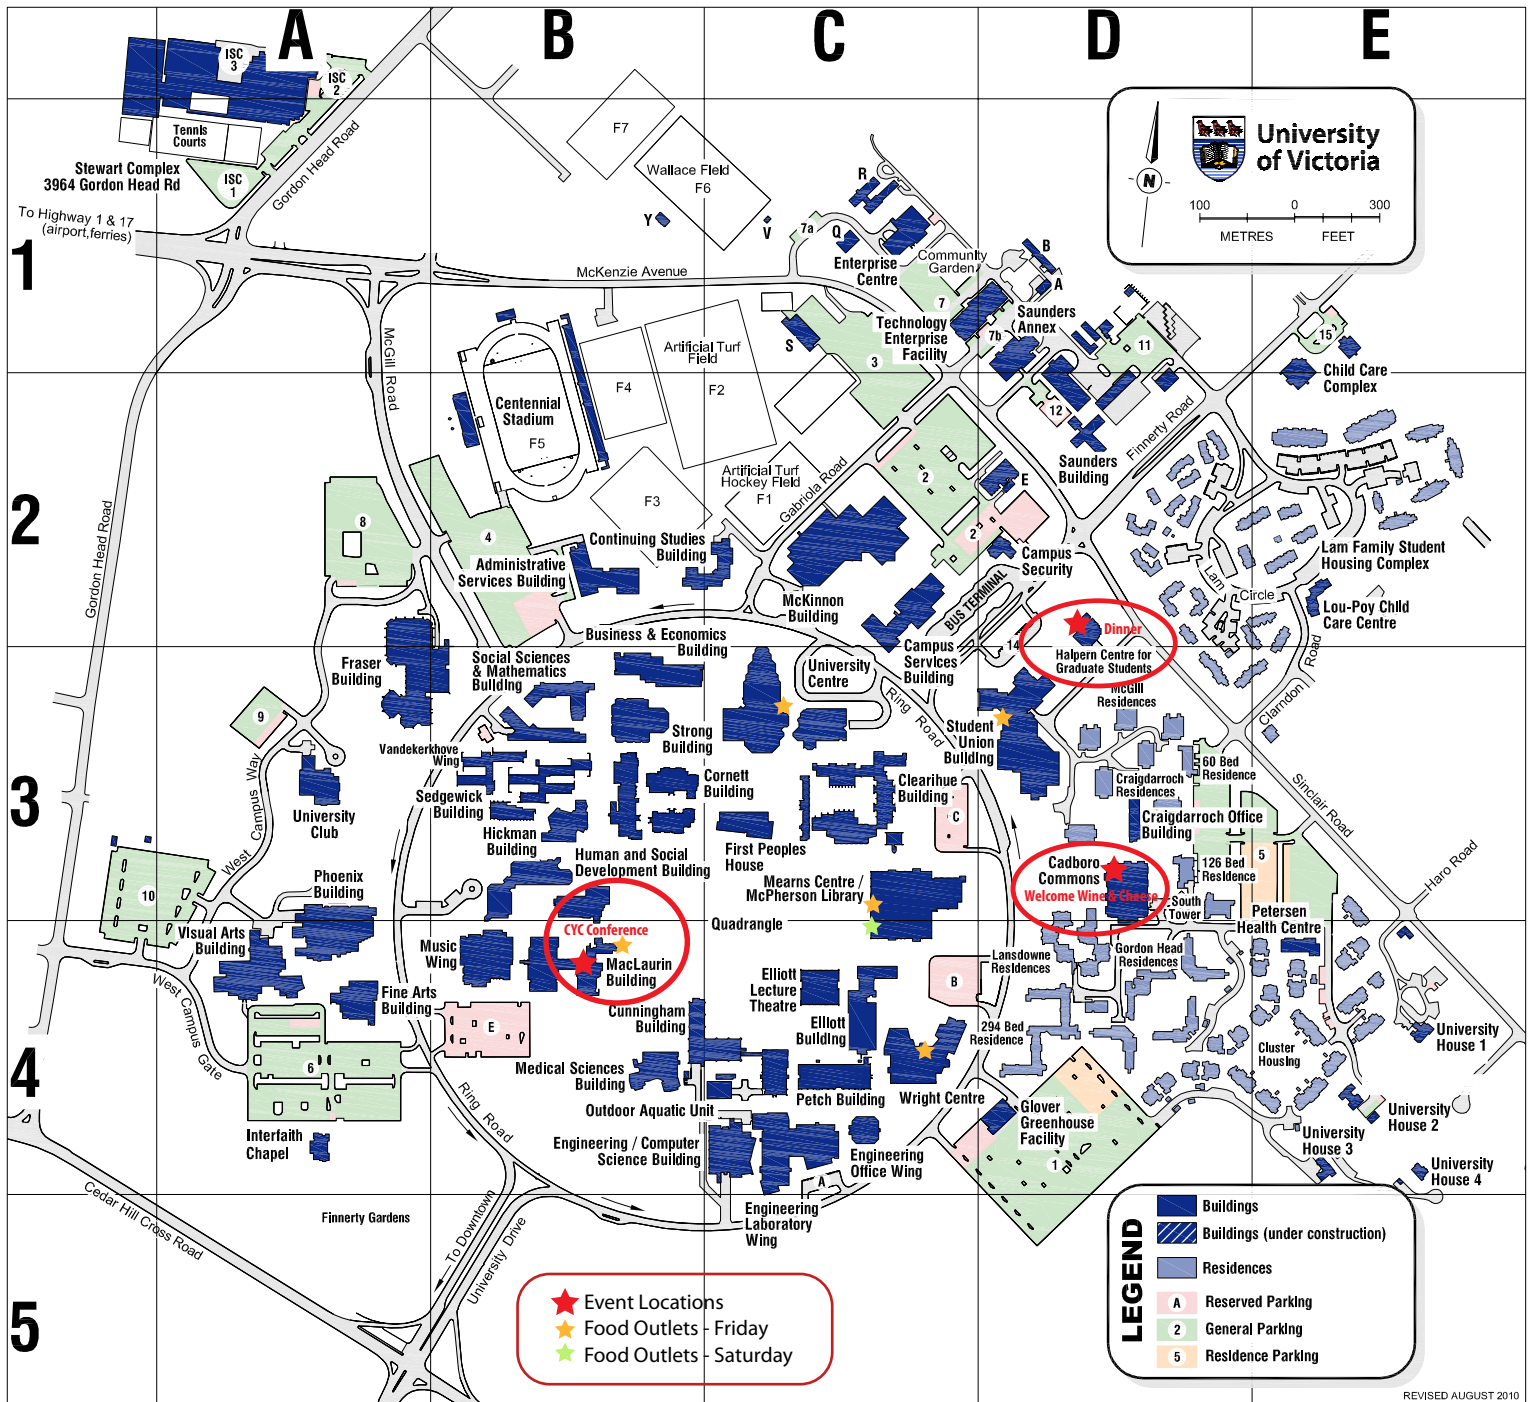 A
B
C
D
E
1
2
3
4
5
ISC
3
ISC
2
Tennis
Courts
Stewart Complex
3964 Gordon Head Rd
ISC
1
Gordon Head Road
To Highway 1 & 17
(airport,ferries)
F7
Wallace Field
F6
Y
V
R
Q
7a
Enterprise
Centre
Community
Garden
B
A
7
Technology
Enterprise
Facility
Saunders
Annex
7b
11
S
3
McKenzie Avenue
McGill Road
Artificial Turf
Field
F2
F4
Centennial
Stadium
F5
F3
Artificial Turf
Hockey Field
F1
Gabriola Road
University
of Victoria
N
100
0
300
METRES
FEET
15
Child Care
Complex
12
Saunders
Building
Finnerty Road
2
E
2
Campus
Security
Gordon Head Road
8
4
Administrative
Services Building
Continuing Studies
Building
McKinnon
Building
BUS TERMINAL
14
Campus
Services
Building
Dinner
Halpern Centre for
Graduate Students
Lam
Circle
Lam Family Student
Housing Complex
Lou-Poy Child
Care Centre
Clarndon
Road
Business & Economics
Building
Social Sciences
& Mathematics
Building
Fraser
Building
University
Centre
Ring Road
Student
Union
Building
McGill
Residences
9
Vandekerkhove
Wing
Strong
Building
Cornett
Building
Clearihue
Building
C
Craigdarroch
Residences
60 Bed
Residence
Craigdarroch Office
Building
Sinclair Road
Haro Road
University
Club
West Campus Way
Sedgewick
Building
Hickman
Building
First Peoples
House
Human and Social
Development Building
Mearns Centre /
McPherson Library
Quadrangle
Cadboro
Commons
Welcome Wine & Cheese
126 Bed
Residence
5
South
Tower
Petersen
Health Centre
10
Phoenix
Building
Visual Arts
Building
Music
Wing
CYC Conference
MacLaurin
Building
Lansdowne
Residences
Gordon Head
Residences
B
Elliott
Lecture
Theatre
Elliott
Building
Cunningham
Building
Fine Arts
Building
E
West Campus Gate
6
294 Bed
Residence
Cluster
Housing
University
House 1
Medical Sciences
Building
Petch Building
Wright Centre
Outdoor Aquatic Unit
Glover
Greenhouse
Facility
University
House 2
University
House 3
University
House 4
1
Interfaith
Chapel
Ring Road
Engineering / Computer
Science Building
Engineering
Office Wing
A
Engineering
Laboratory
Wing
Cedar Hill Cross Road
Finnerty Gardens
To Downtown
University Drive
Event Locations
Food Outlets - Friday
Food Outlets - Saturday
LEGEND
Buildings
Buildings (under construction)
Residences
A Reserved Parking
2 General Parking
5 Residence Parking
REVISED AUGUST 2010